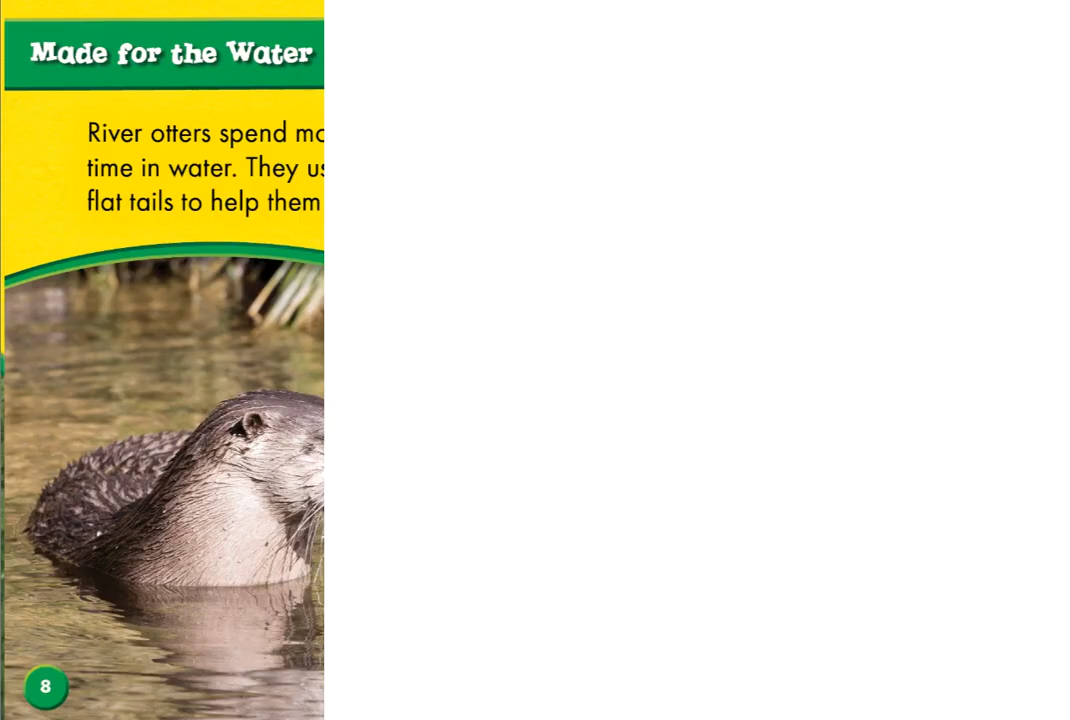 Made for the Water
River otters spend
time in water. They
flat tails to help them
8